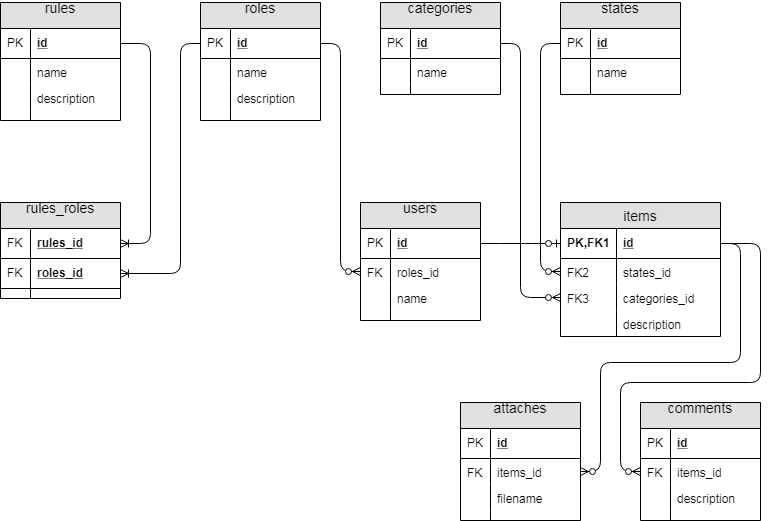 rules
PK id
name
description
roles
PK id
name
description
categories
PK id
name
states
PK id
name
rules_roles
FK rules_id
FK roles_id
users
PK id
FK roles_id
name
items
PK,FK1 id
FK2 states_id
FK3 categories_id
description
attaches
PK id
FK items_id
filename
comments
PK id
FK items_id
description